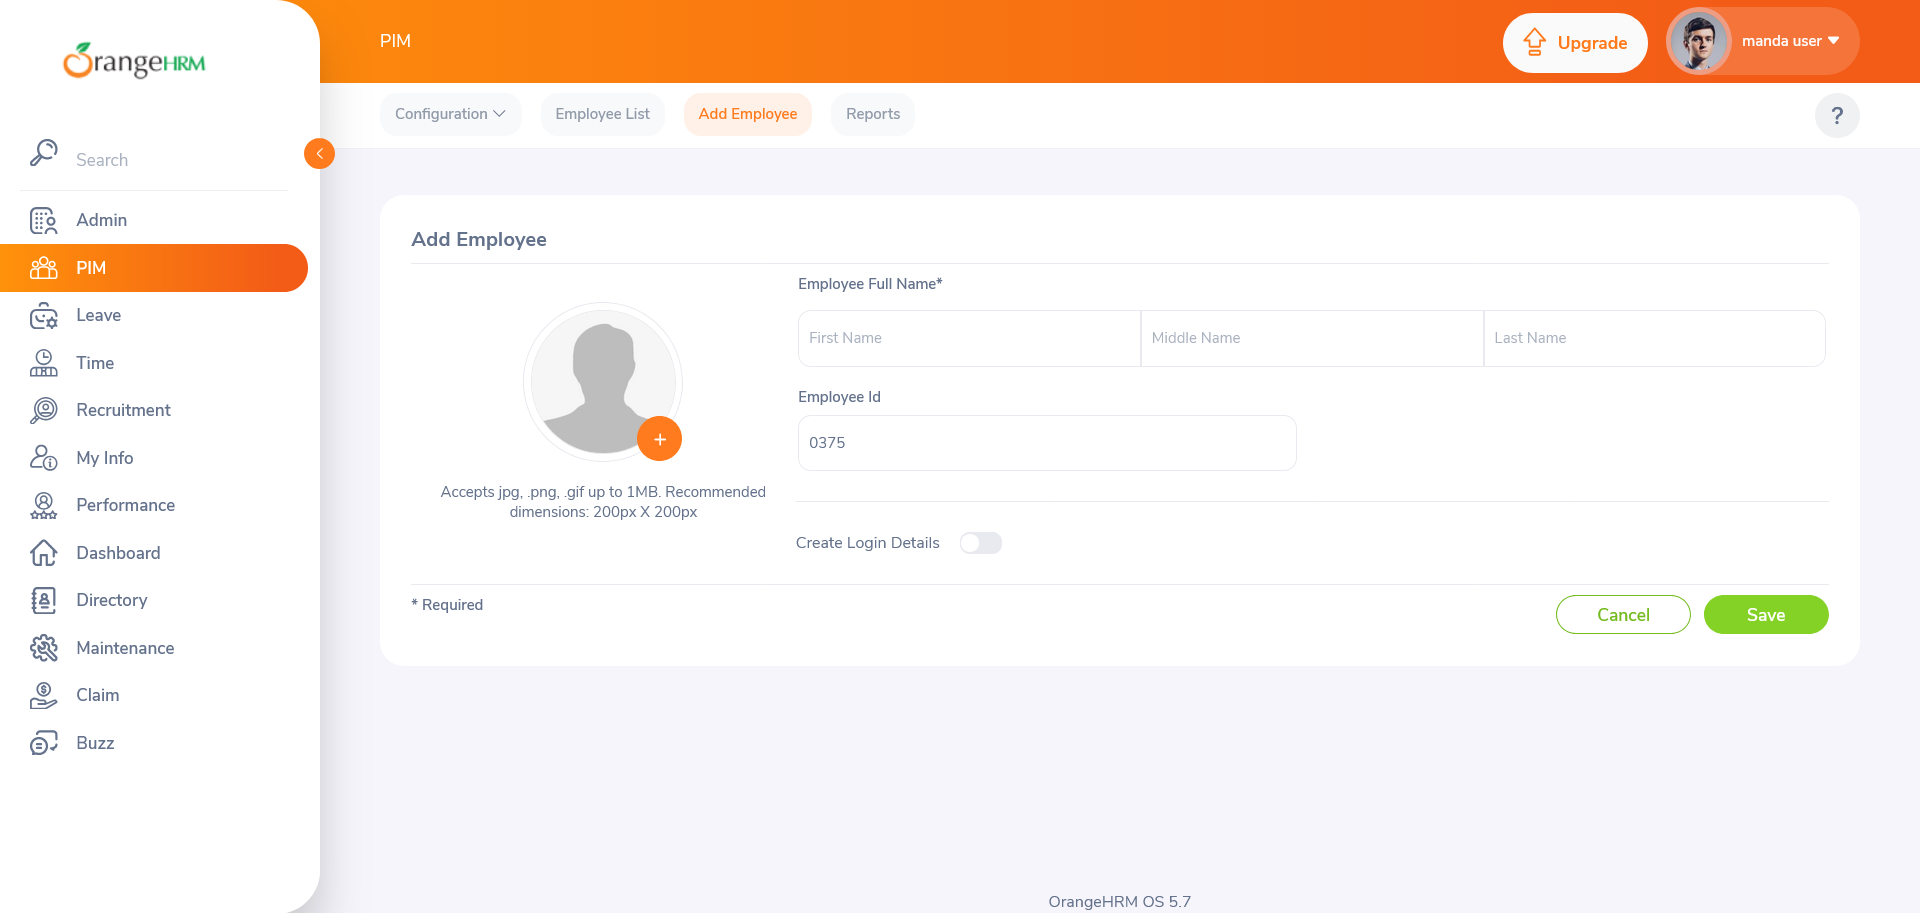 OrangeHRM
PIM
Upgrade
manda user
Configuration
Employee List
Add Employee
Reports
?
Search
Admin
PIM
Leave
Time
Recruitment
My Info
Performance
Dashboard
Directory
Maintenance
Claim
Buzz
Add Employee
Employee Full Name*
First Name
Middle Name
Last Name
Employee Id
0375
Accepts jpg, .png, .gif up to 1MB. Recommended
dimensions: 200px X 200px
Create Login Details
* Required
Cancel
Save
OrangeHRM OS 5.7